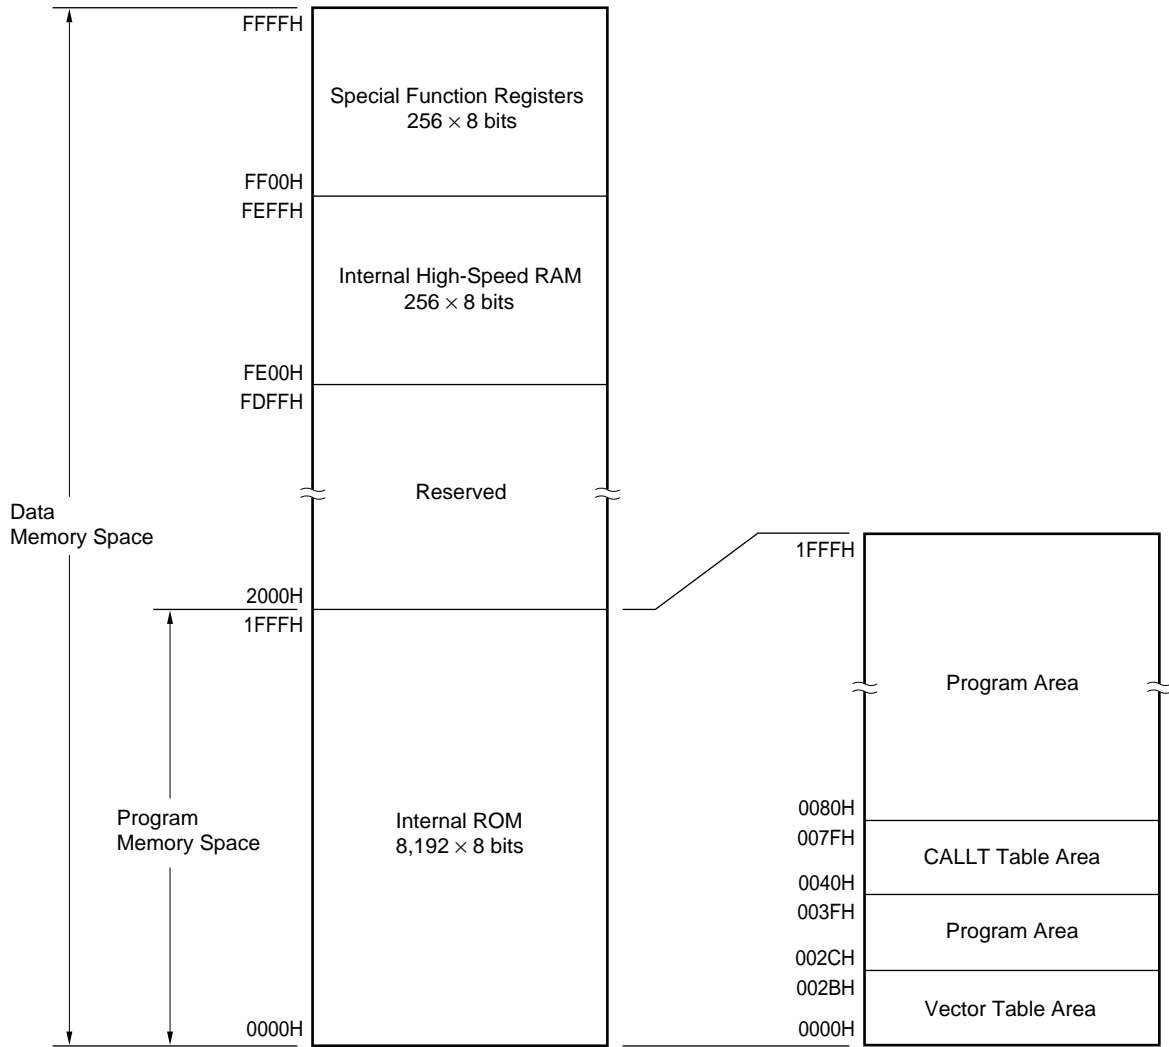 FFFFH
Special Function Registers
256 × 8 bits
FF00H
FEFFH
Internal High-Speed RAM
256 × 8 bits
FE00H
FDFFH
Reserved
Data
Memory Space
2000H
1FFFH
Program
Memory Space
Internal ROM
8,192 × 8 bits
0000H
1FFFH
Program Area
0080H
007FH
CALLT Table Area
0040H
003FH
Program Area
002CH
002BH
Vector Table Area
0000H